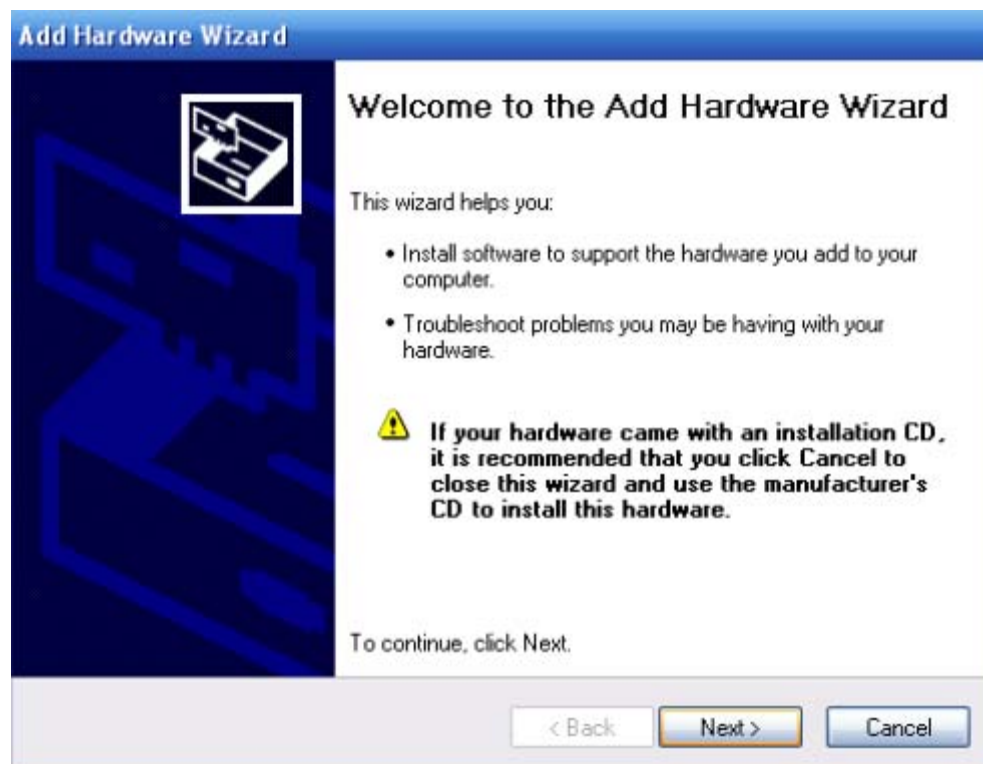 Add Hardware Wizard
Welcome to the Add Hardware Wizard
This wizard helps you:
• Install software to support the hardware you add to your
computer.
• Troubleshoot problems you may be having with your
hardware.
If your hardware came with an installation CD,
it is recommended that you click Cancel to
close this wizard and use the manufacturer's
CD to install this hardware.
To continue, click Next.
< Back Next > Cancel